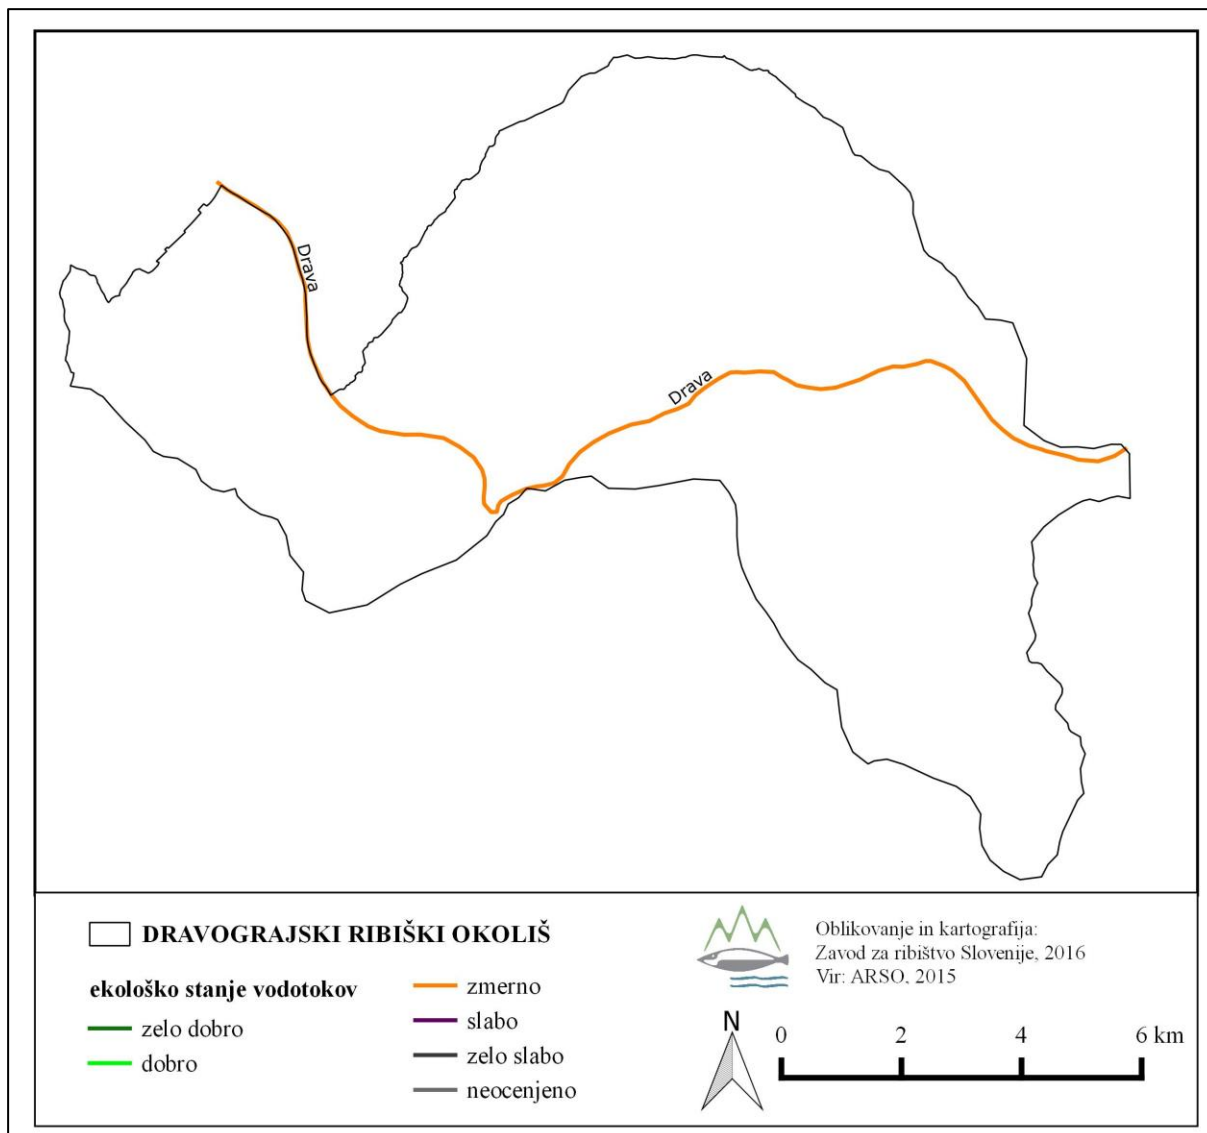 Drava
Drava
DRAVOGRAJSKI RIBIŠKI OKOLIŠ
ekološko stanje vodotokov
zelo dobro
dobro
zmerno
slabo
zelo slabo
neocenjeno
Oblikovanje in kartografija:
Zavod za ribištvo Slovenije, 2016
Vir: ARSO, 2015
N
0 2 4 6 km